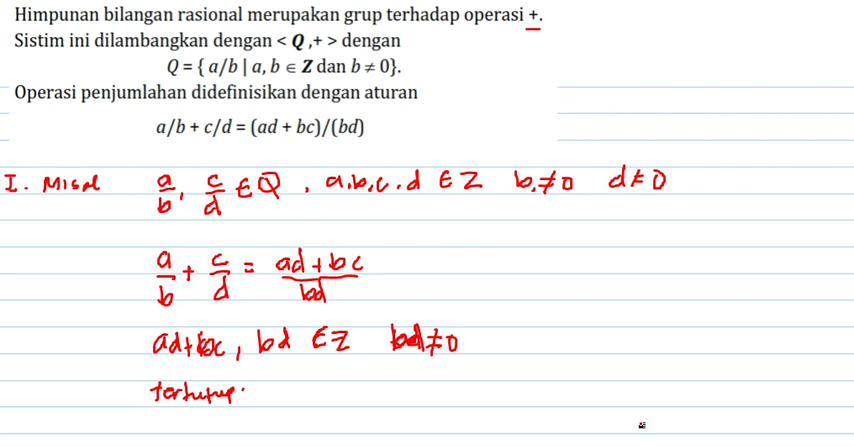 Himpunan bilangan rasional merupakan grup terhadap operasi +.
Sistim ini dilambangkan dengan < Q ,+ > dengan
Q = { a/b | a, b ∈ Z dan b ≠ 0}.
Operasi penjumlahan didefinisikan dengan aturan
a/b + c/d = (ad + bc)/(bd)
I. Misal a/b, c/d ∈ Q, a,b,c,d ∈ Z b ≠ 0 d ≠ 0
a/b + c/d = (ad + bc)/bd
ad+bc, bd ∈ Z bd ≠ 0
tertutup.